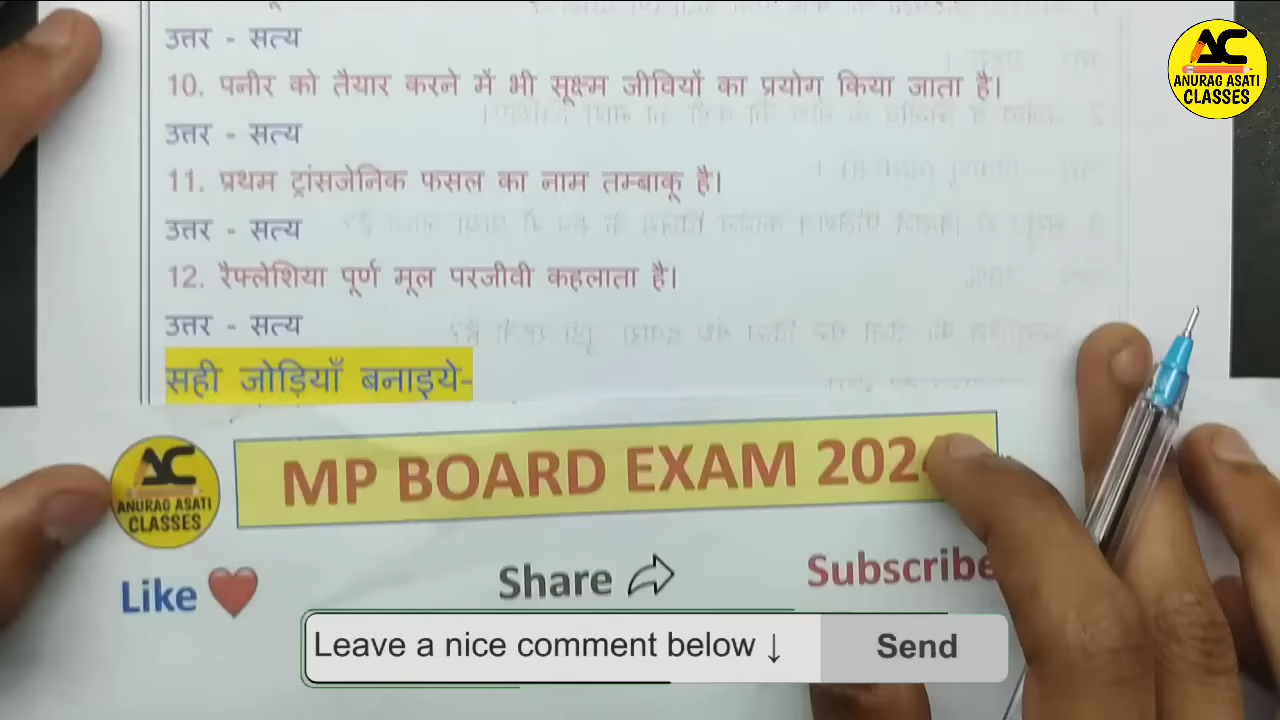 उत्तर - सत्य
10. पनीर को तैयार करने में भी सूक्ष्म जीवियों का प्रयोग किया जाता है।
उत्तर - सत्य
11. प्रथम ट्रांसजेनिक फसल का नाम तम्बाकू है।
उत्तर - सत्य
12. रैफ्लेशिया पूर्ण मूल परजीवी कहलाता है।
उत्तर - सत्य
सही जोड़ियाँ बनाइये-
AC
ANURAG ASATI
CLASSES
MP BOARD EXAM 202
AC
ANURAG ASATI
CLASSES
Like
Share
Subscribe
Leave a nice comment below ↓
Send